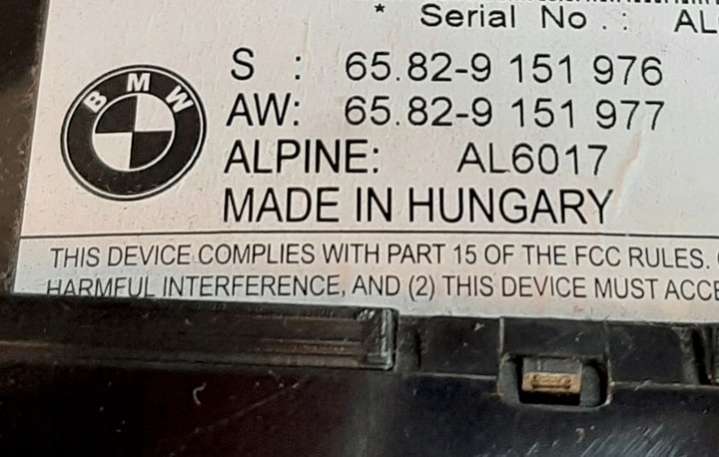 * Serial No . : AL
BMW
S : 65.82-9 151 976
AW: 65.82-9 151 977
ALPINE: AL6017
MADE IN HUNGARY
THIS DEVICE COMPLIES WITH PART 15 OF THE FCC RULES.
HARMFUL INTERFERENCE, AND (2) THIS DEVICE MUST ACCE